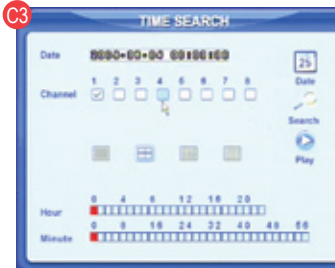 C3
TIME SEARCH
Date
1 2 3 4 5 6 7 8
Channel
25
Date
Search
Play
0 4 8 12 16 20
Hour
0 8 16 24 32 40 48 56
Minute